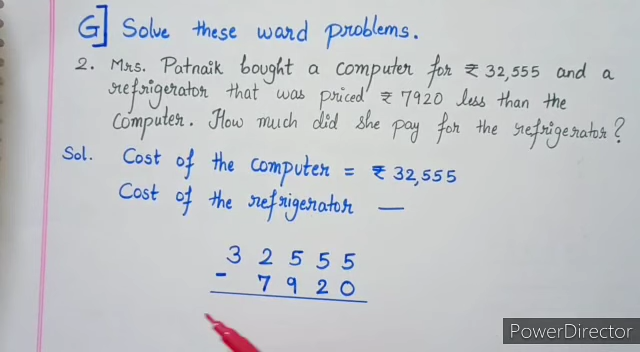 G] Solve these word problems.
2. Mrs. Patnaik bought a computer for ₹ 32,555 and a
refrigerator that was priced ₹ 7920 less than the
computer. How much did she pay for the refrigerator?
Sol. Cost of the computer = ₹ 32,555
Cost of the refrigerator —
3 2 5 5 5
- 7 9 2 0
PowerDirector